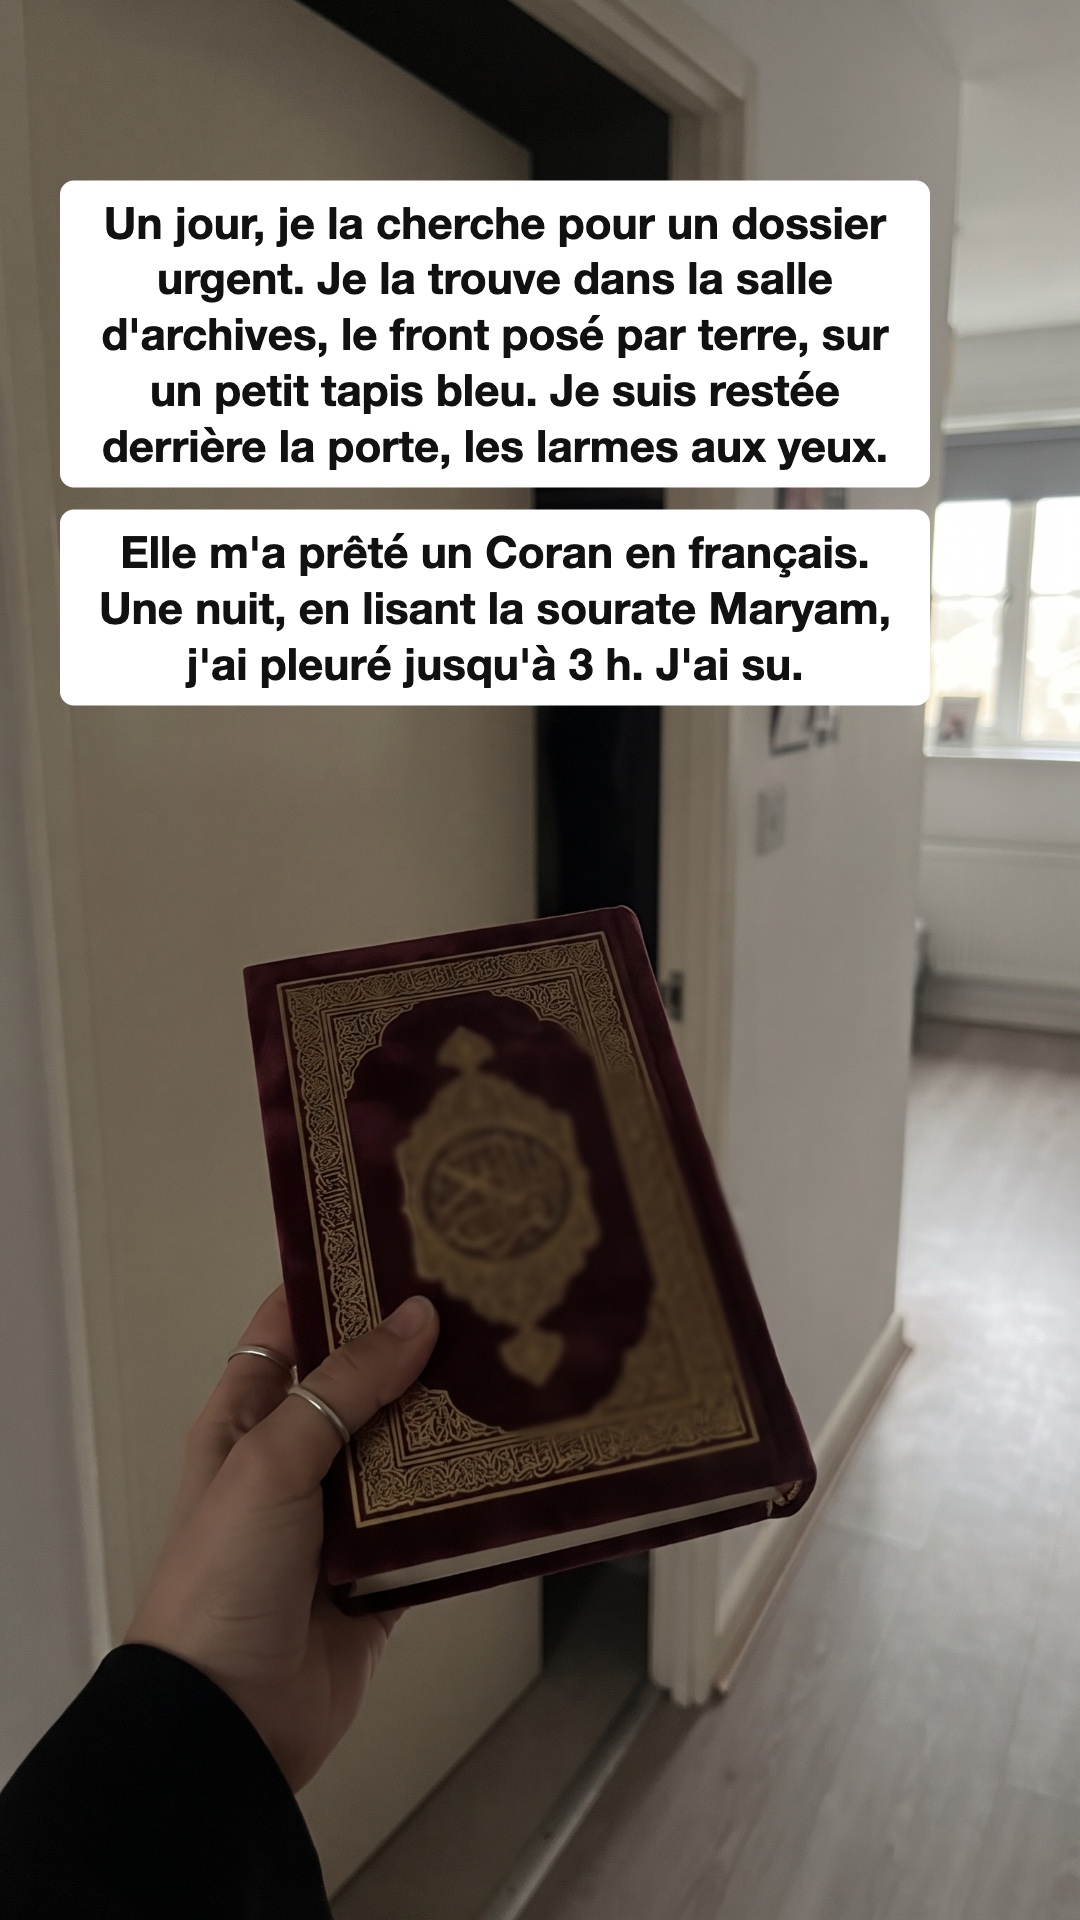 Un jour, je la cherche pour un dossier
urgent. Je la trouve dans la salle
d'archives, le front posé par terre, sur
un petit tapis bleu. Je suis restée
derrière la porte, les larmes aux yeux.
Elle m'a prêté un Coran en français.
Une nuit, en lisant la sourate Maryam,
j'ai pleuré jusqu'à 3 h. J'ai su.